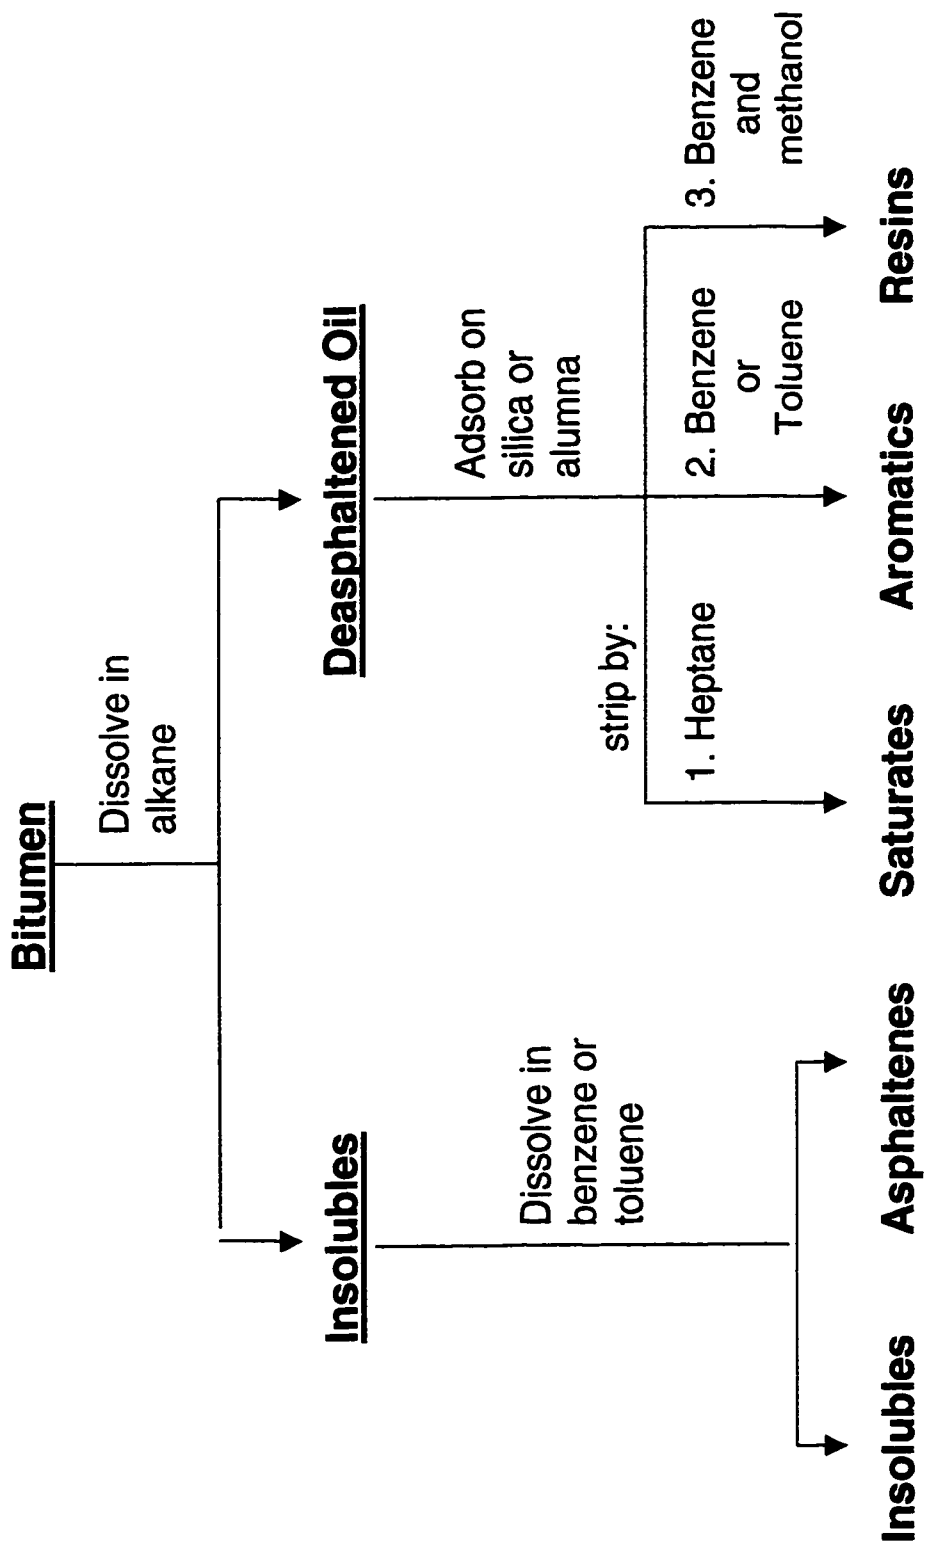 Bitumen
Dissolve in
alkane
Insolubles
Deasphaltened Oil
Dissolve in
benzene or
toluene
Adsorb on
silica or
alumna
strip by:
1. Heptane
2. Benzene
or
Toluene
3. Benzene
and
methanol
Insolubles
Asphaltenes
Saturates
Aromatics
Resins